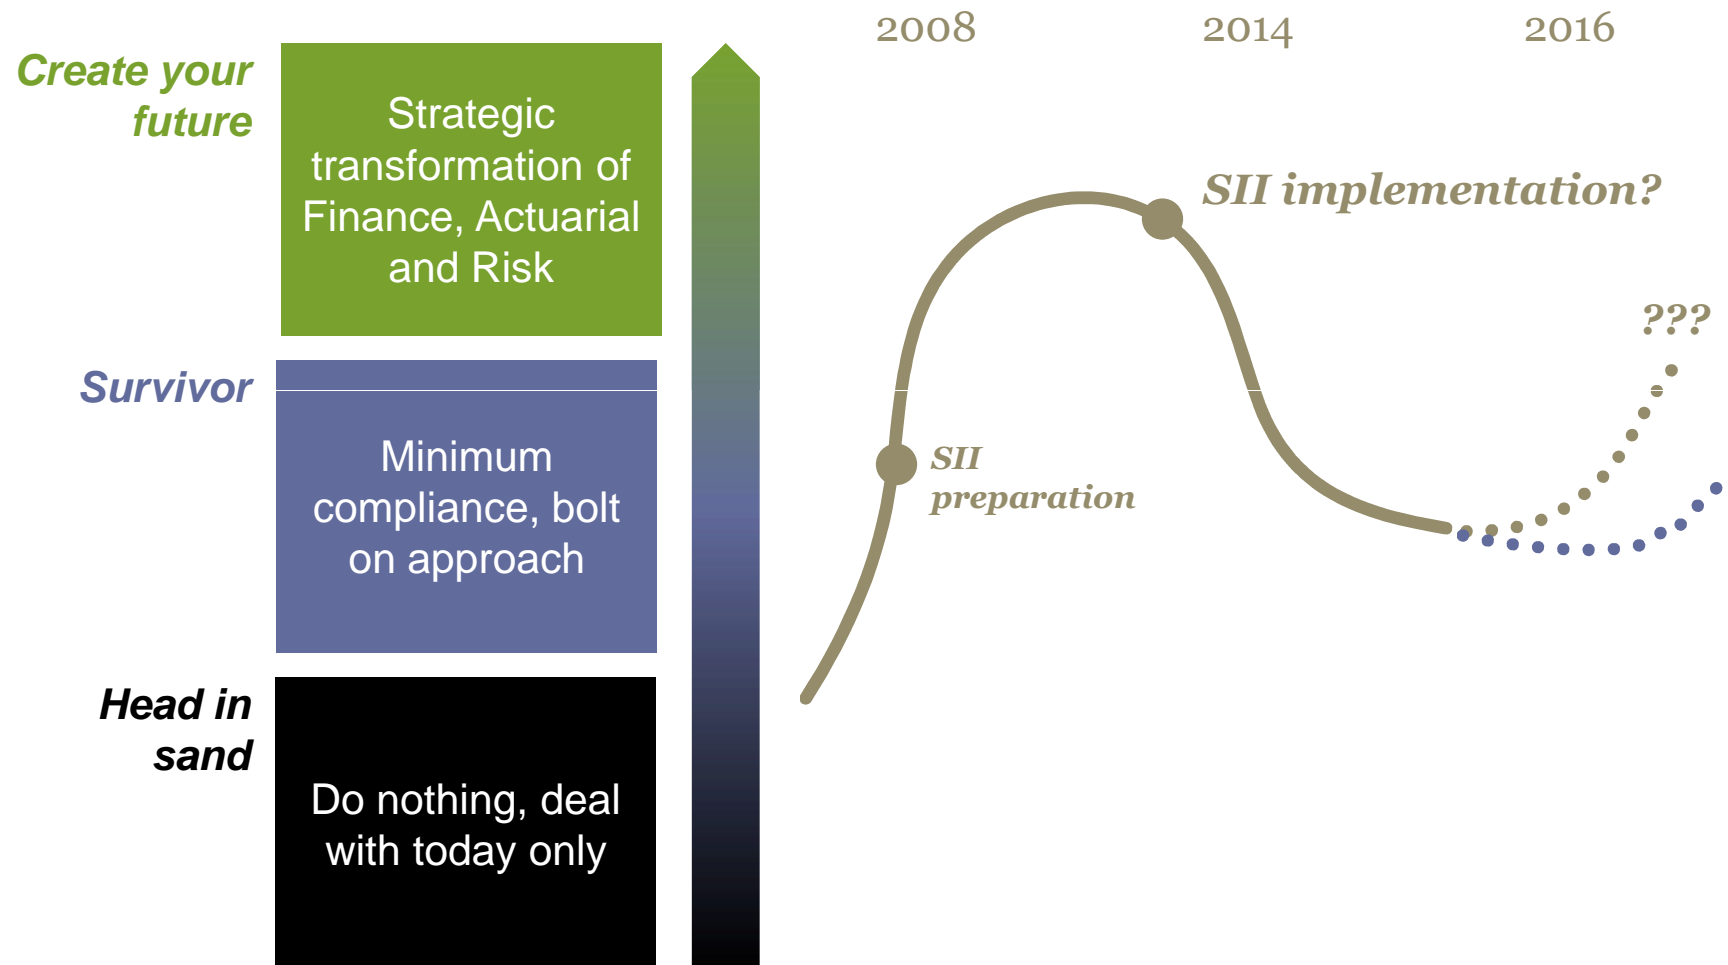 2008
2014
2016
Create your
future
Strategic
transformation of
Finance, Actuarial
and Risk
SII implementation?
???
Survivor
Minimum
compliance, bolt
on approach
SII
preparation
Head in
sand
Do nothing, deal
with today only